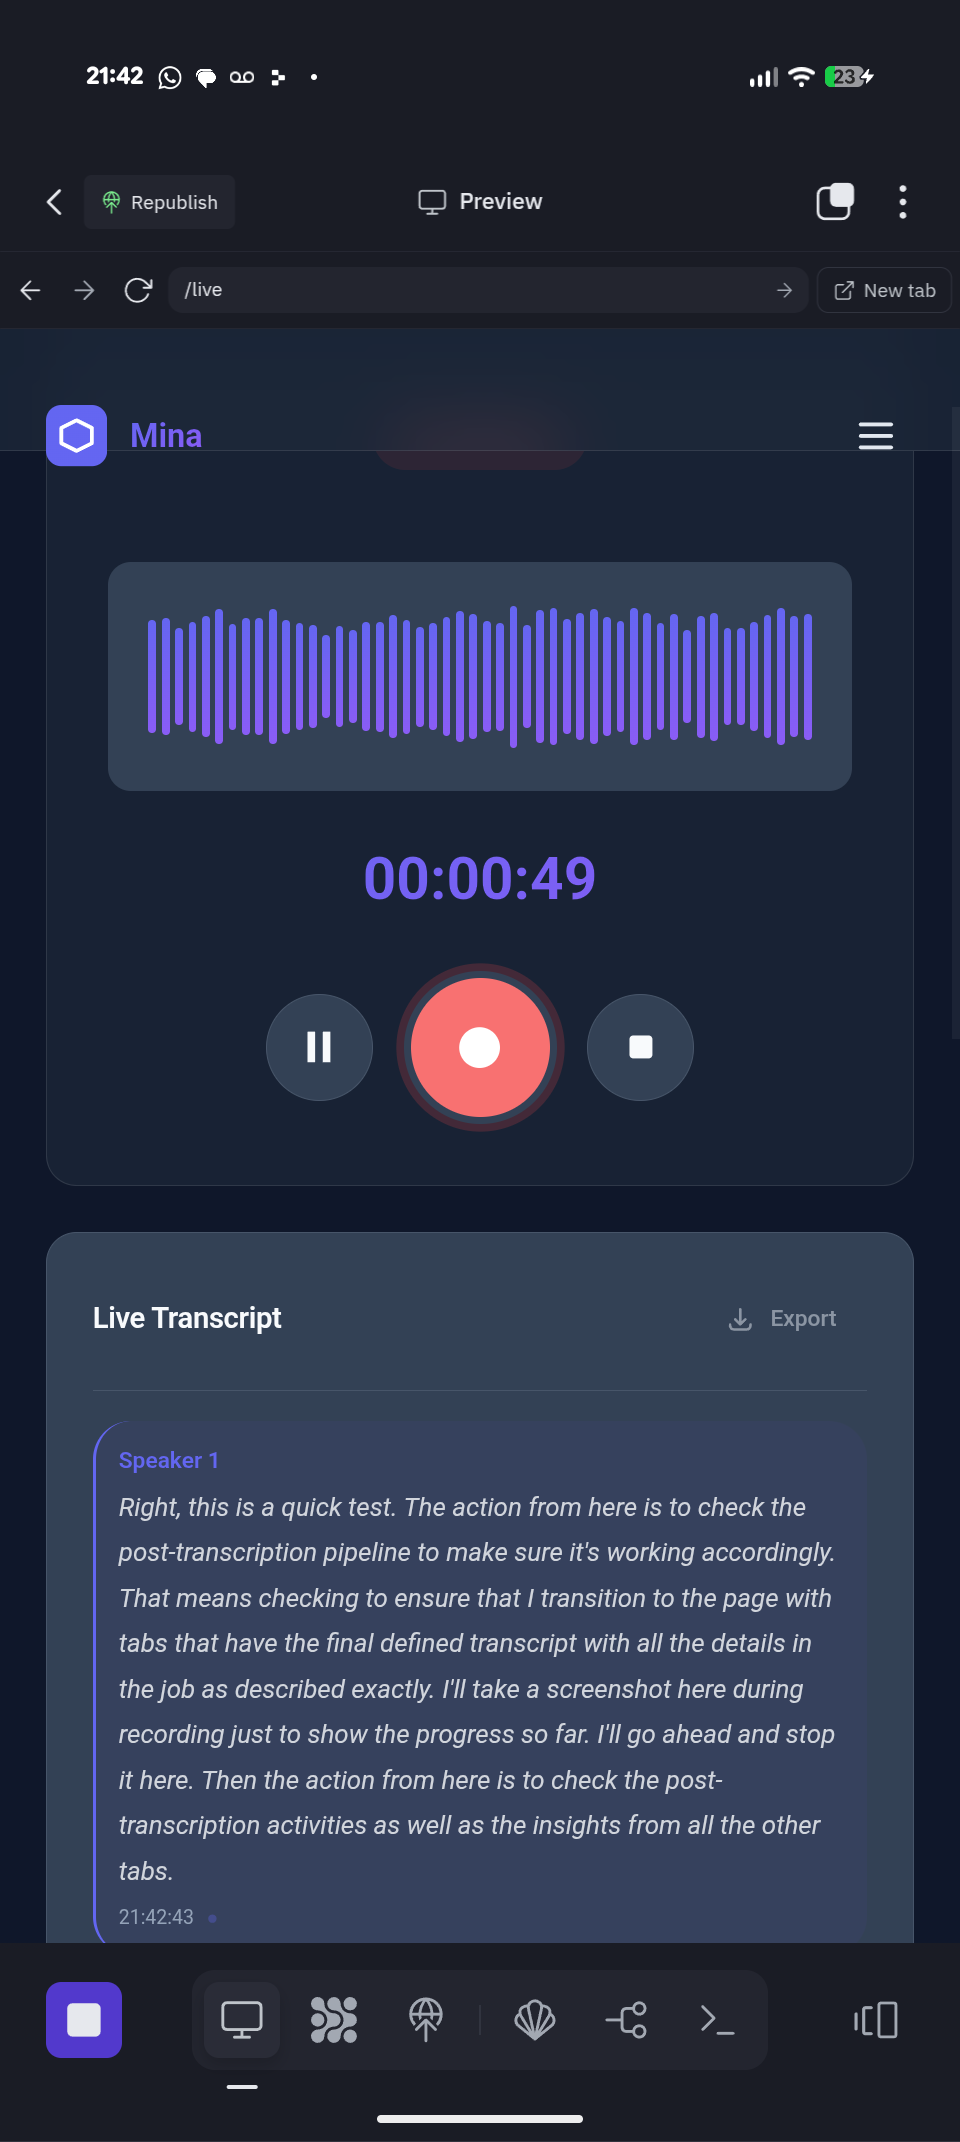 21:42
23
Republish
Preview
/live
New tab
Mina
00:00:49
Live Transcript
Export
Speaker 1
Right, this is a quick test. The action from here is to check the
post-transcription pipeline to make sure it's working accordingly.
That means checking to ensure that I transition to the page with
tabs that have the final defined transcript with all the details in
the job as described exactly. I'll take a screenshot here during
recording just to show the progress so far. I'll go ahead and stop
it here. Then the action from here is to check the post-
transcription activities as well as the insights from all the other
tabs.
21:42:43